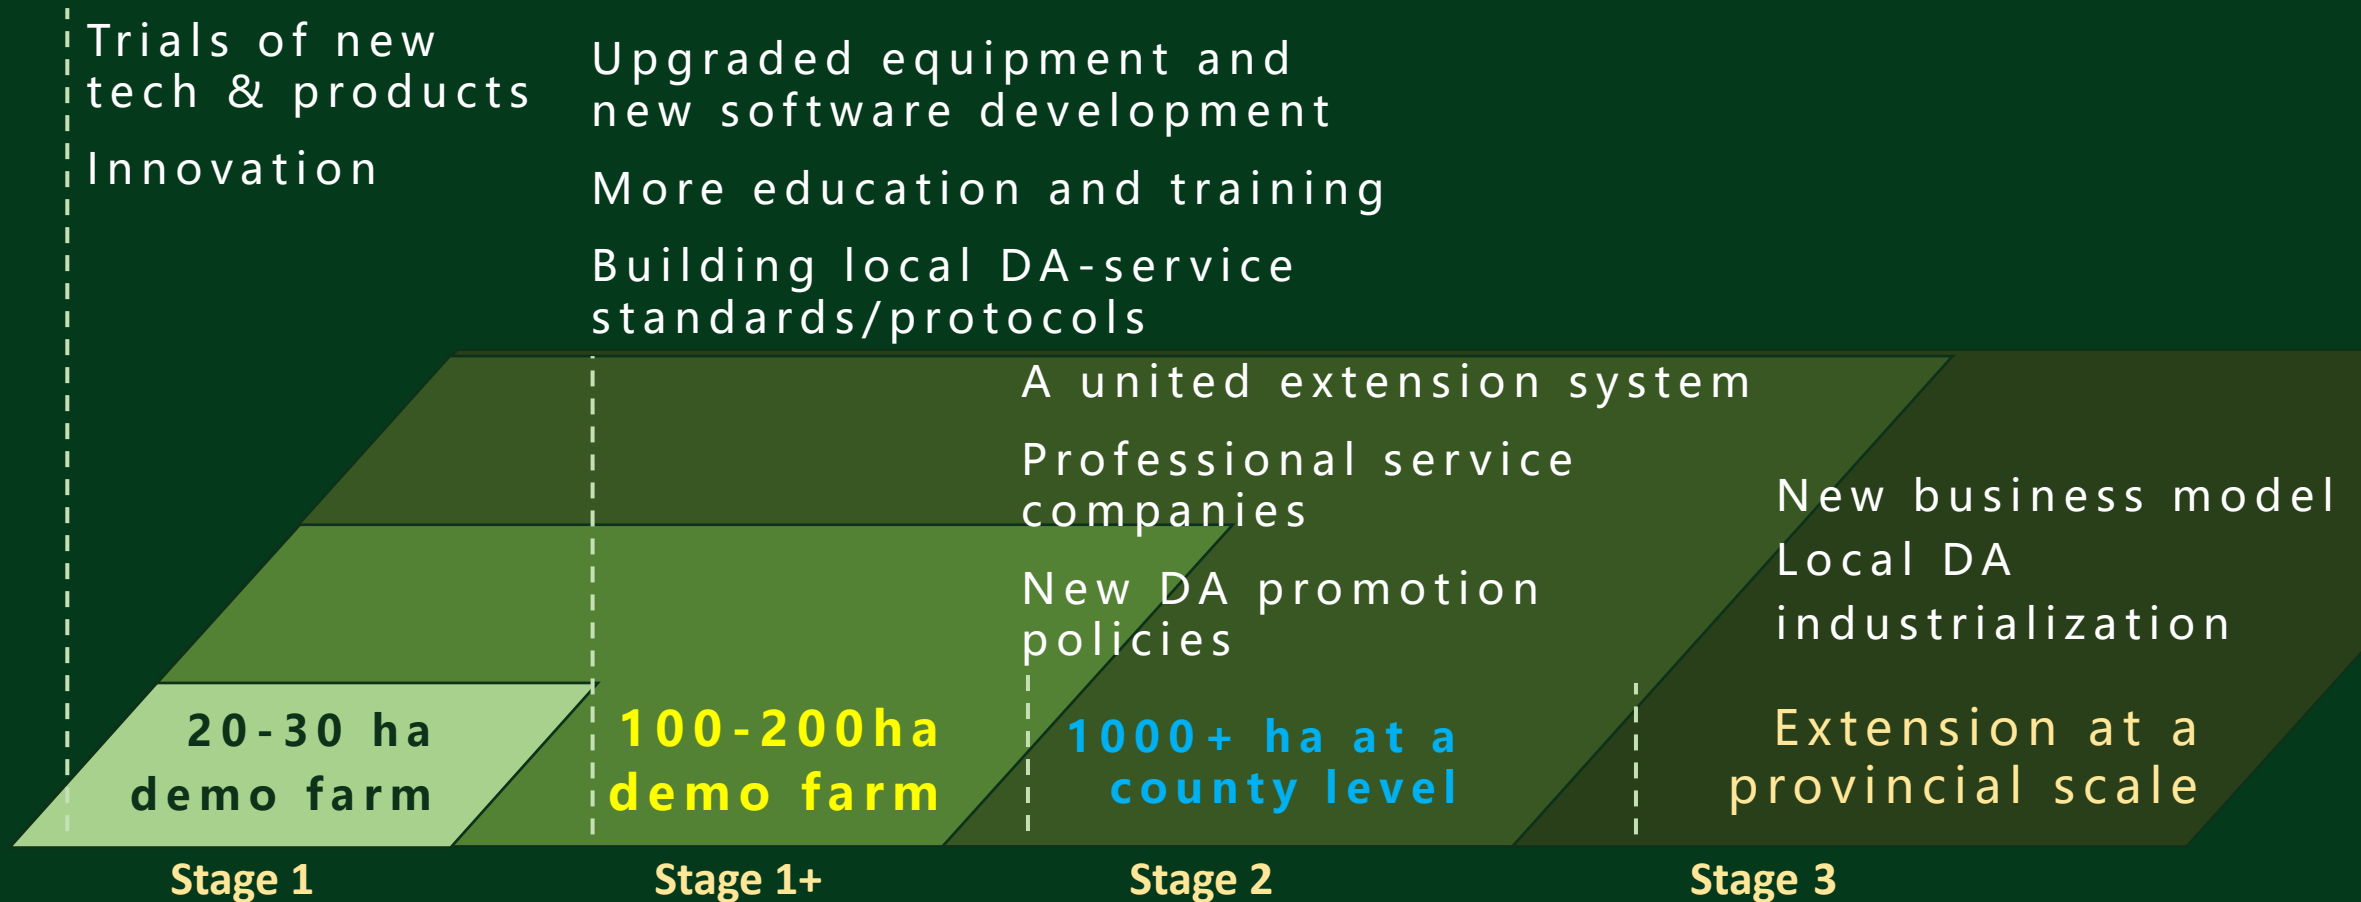 Trials of new
tech & products
Innovation
Upgraded equipment and
new software development
More education and training
Building local DA-service
standards/protocols
A united extension system
Professional service
companies
New DA promotion
policies
New business model
Local DA
industrialization
20-30 ha
demo farm
100-200ha
demo farm
1000+ ha at a
county level
Extension at a
provincial scale
Stage 1
Stage 1+
Stage 2
Stage 3